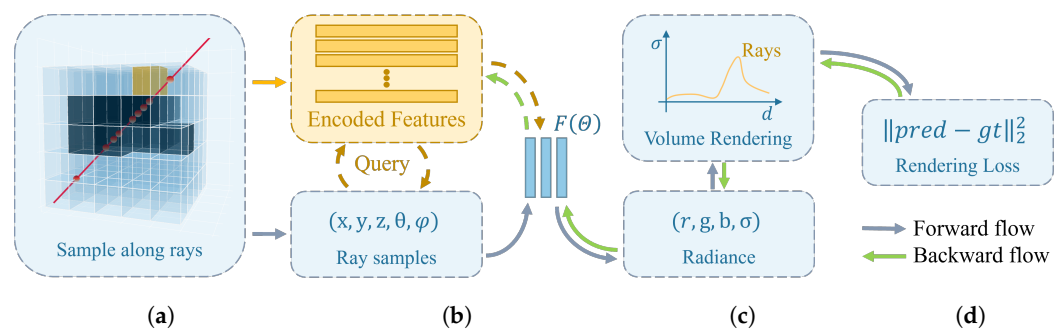 Sample along rays
Encoded Features
Query
(x, y, z, θ, φ)
Ray samples
F(Θ)
σ
Rays
d
Volume Rendering
(r, g, b, σ)
Radiance
‖pred − gt‖₂²
Rendering Loss
Forward flow
Backward flow
(a)
(b)
(c)
(d)